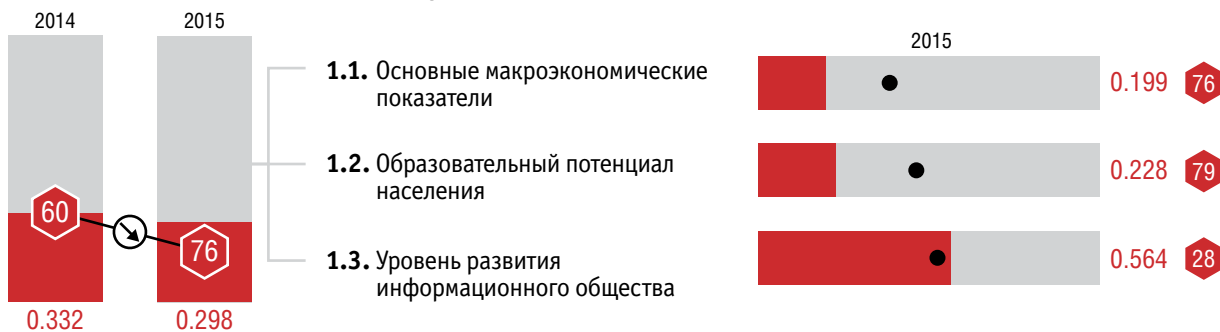 2014
2015
60
76
0.332
0.298
1.1. Основные макроэкономические
показатели
1.2. Образовательный потенциал
населения
1.3. Уровень развития
информационного общества
2015
0.199 76
0.228 79
0.564 28